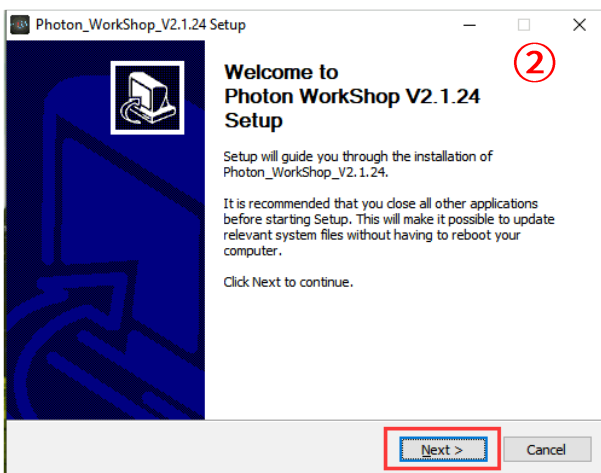 Photon_WorkShop_V2.1.24 Setup
②
Welcome to
Photon WorkShop V2.1.24
Setup
Setup will guide you through the installation of
Photon_WorkShop_V2.1.24.
It is recommended that you close all other applications
before starting Setup. This will make it possible to update
relevant system files without having to reboot your
computer.
Click Next to continue.
Next >
Cancel